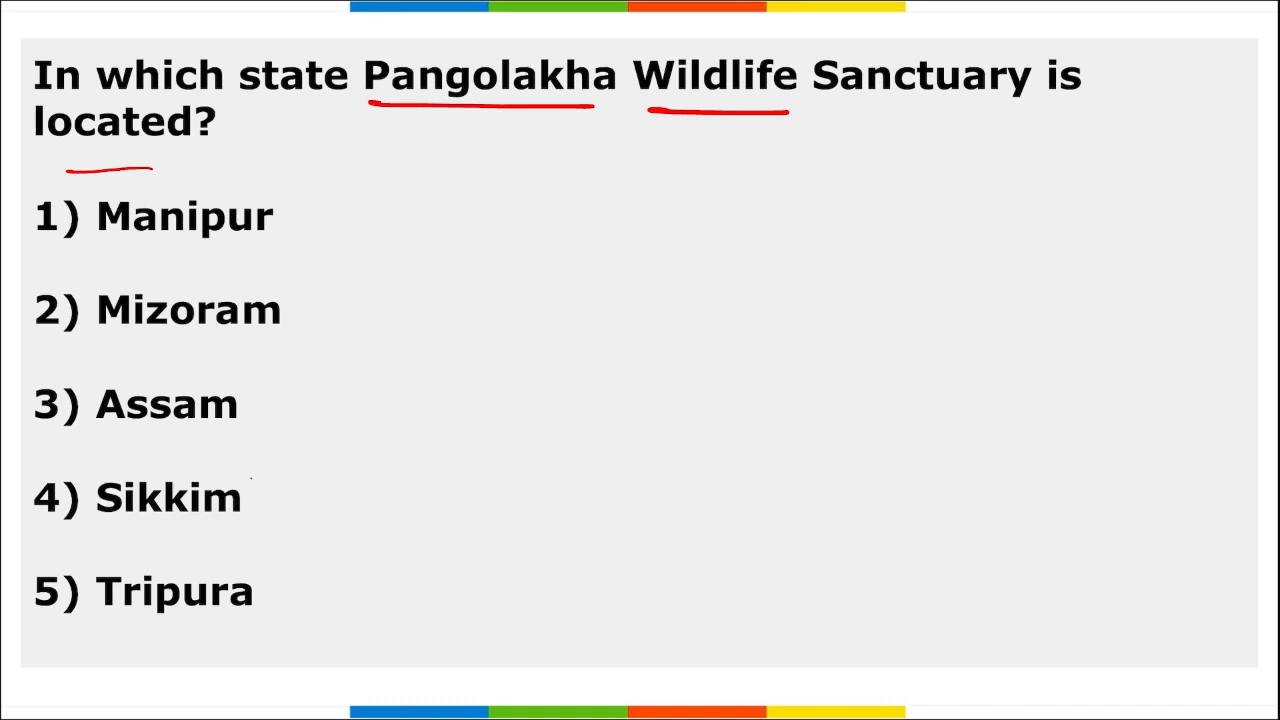 In which state Pangolakha Wildlife Sanctuary is
located?
1) Manipur
2) Mizoram
3) Assam
4) Sikkim
5) Tripura